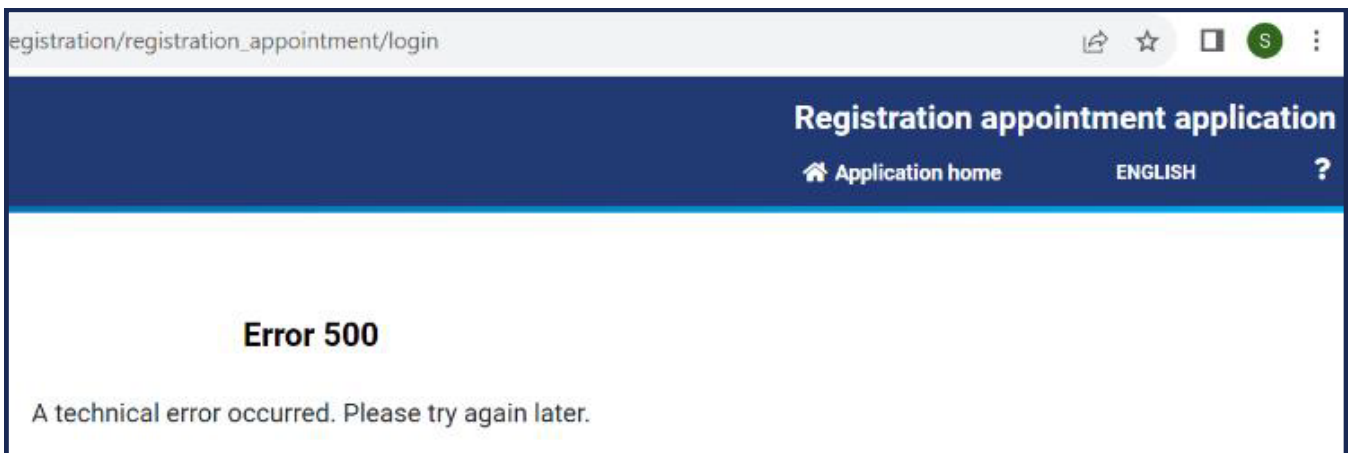 egistration/registration_appointment/login
S
Registration appointment application
Application home ENGLISH ?
Error 500
A technical error occurred. Please try again later.